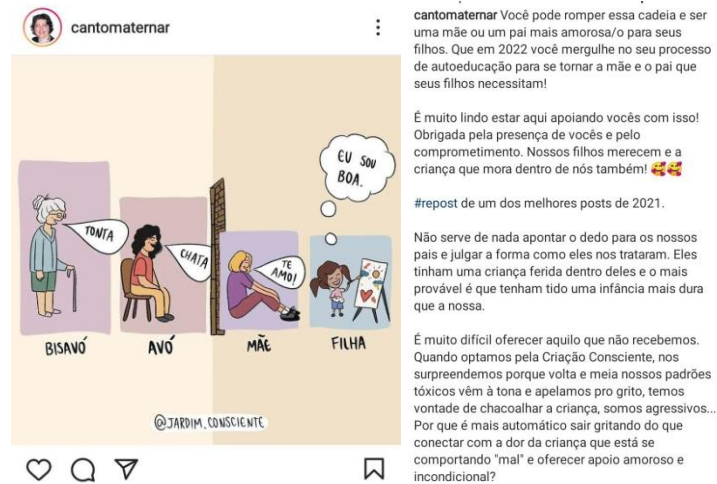 cantomaternar
EU SOU
BOA.
TONTA
CHATA
TE
AMO!
BISAVÓ
AVÓ
MÃE
FILHA
@JARDIM_CONSCIENTE
cantomaternar Você pode romper essa cadeia e ser
uma mãe ou um pai mais amorosa/o para seus
filhos. Que em 2022 você mergulhe no seu processo
de autoeducação para se tornar a mãe e o pai que
seus filhos necessitam!
É muito lindo estar aqui apoiando vocês com isso!
Obrigada pela presença de vocês e pelo
comprometimento. Nossos filhos merecem e a
criança que mora dentro de nós também! 🥰🥰
#repost de um dos melhores posts de 2021.
Não serve de nada apontar o dedo para os nossos
pais e julgar a forma como eles nos trataram. Eles
tinham uma criança ferida dentro deles e o mais
provável é que tenham tido uma infância mais dura
que a nossa.
É muito difícil oferecer aquilo que não recebemos.
Quando optamos pela Criação Consciente, nos
surpreendemos porque volta e meia nossos padrões
tóxicos vêm à tona e apelamos pro grito, temos
vontade de chacoalhar a criança, somos agressivos...
Por que é mais automático sair gritando do que
conectar com a dor da criança que está se
comportando "mal" e oferecer apoio amoroso e
incondicional?